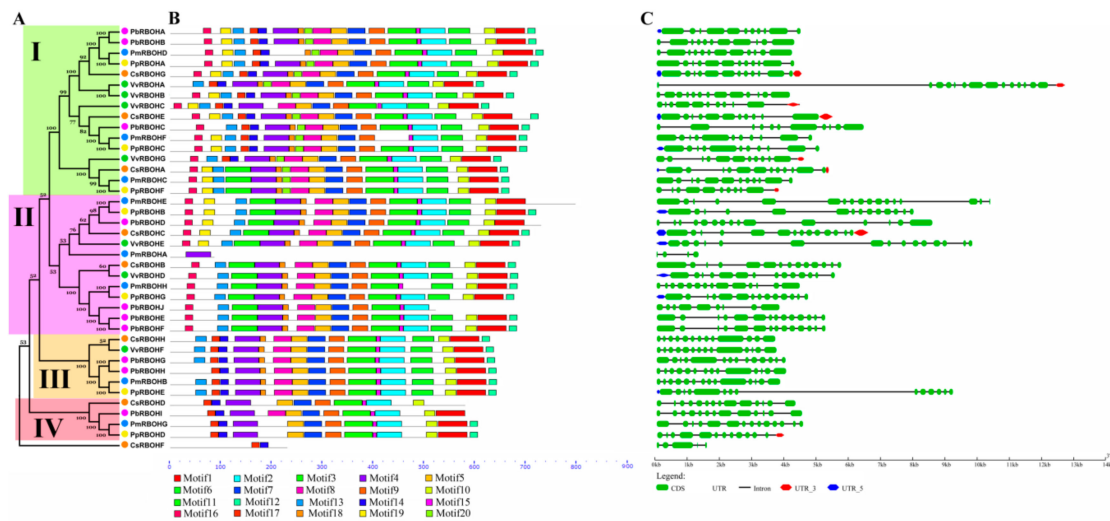 A B C
I
II
III
IV
PbRBOHA
PbRBOHB
PmRBOHD
PpRBOHA
CsRBOHG
VvRBOHA
VvRBOHB
VvRBOHC
CsRBOHE
PbRBOHC
PmRBOHF
PpRBOHC
VvRBOHG
CsRBOHA
PmRBOHC
PpRBOHF
PmRBOHE
PpRBOHB
PbRBOHD
CsRBOHC
VvRBOHE
PmRBOHA
CsRBOHB
VvRBOHD
PmRBOHH
PpRBOHG
PbRBOHJ
PbRBOHE
PbRBOHF
CsRBOHH
VvRBOHF
PbRBOHG
PbRBOHH
PmRBOHB
PpRBOHE
CsRBOHD
PbRBOHI
PmRBOHG
PpRBOHD
CsRBOHF
0 100 200 300 400 500 600 700 800 900
Motif1 Motif2 Motif3 Motif4 Motif5
Motif6 Motif7 Motif8 Motif9 Motif10
Motif11 Motif12 Motif13 Motif14 Motif15
Motif16 Motif17 Motif18 Motif19 Motif20
0kb 1kb 2kb 3kb 4kb 5kb 6kb 7kb 8kb 9kb 10kb 11kb 12kb 13kb
Legend:
CDS UTR Intron UTR_3 UTR_5